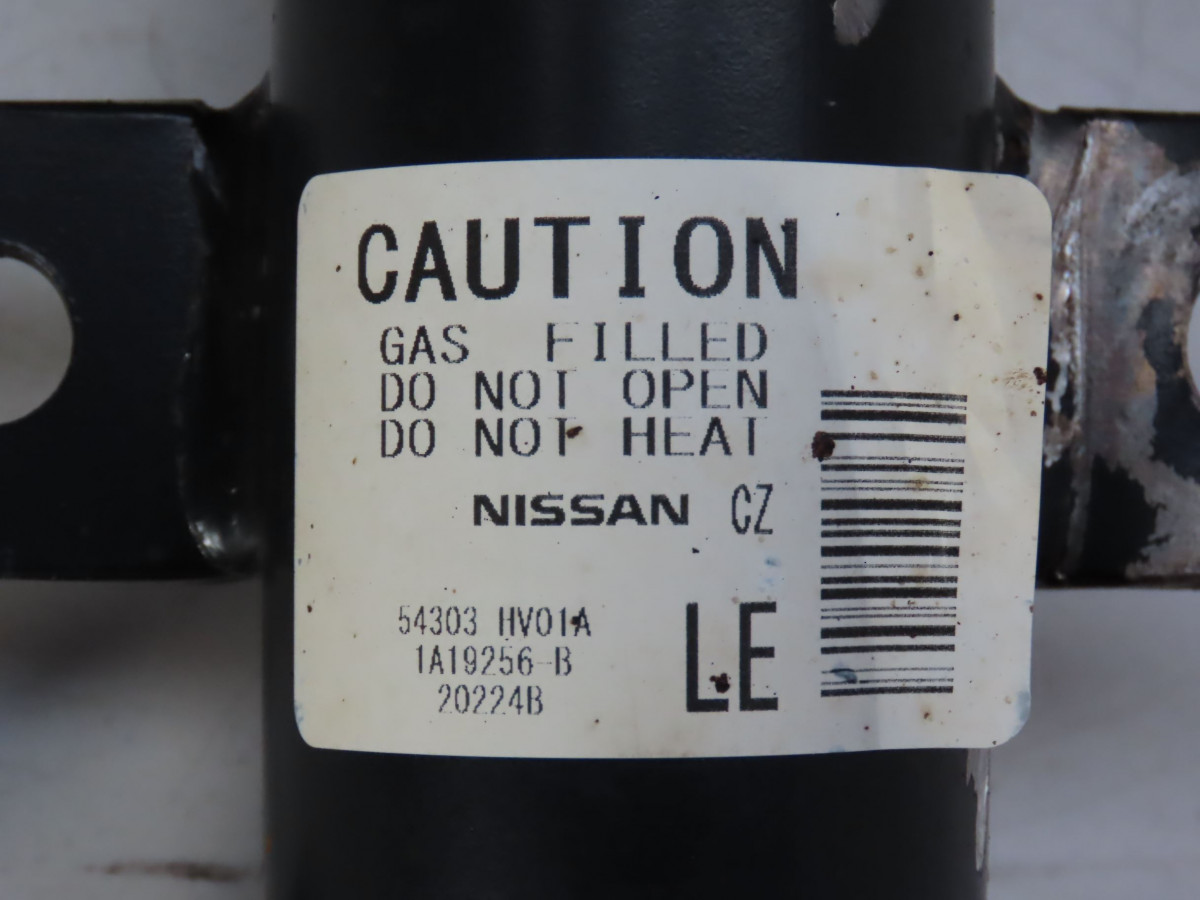 CAUTION
GAS FILLED
DO NOT OPEN
DO NOT HEAT
NISSAN CZ
54303 HV01A
1A19256-B
20224B
LE